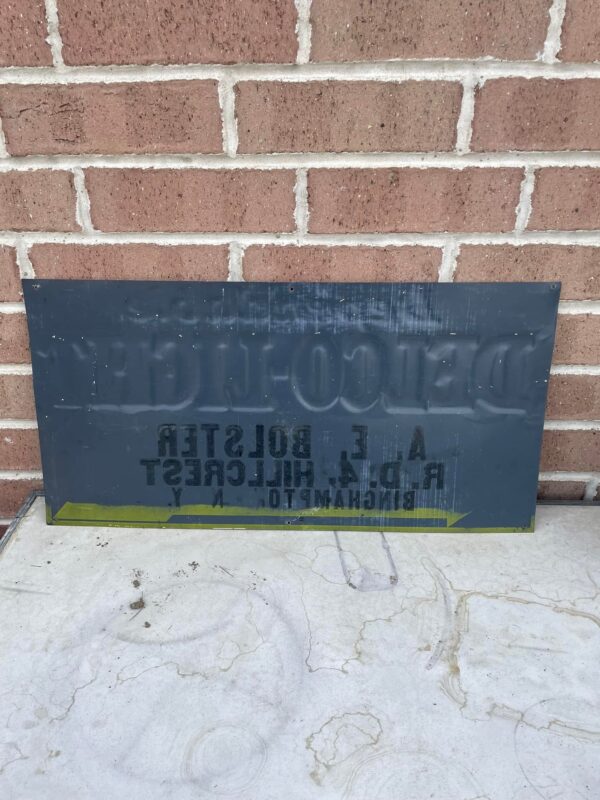 DELCO-LIGHT
A. E. BOLSTER
R. D. 4, HILLCREST
BINGHAMPTO. N. Y.